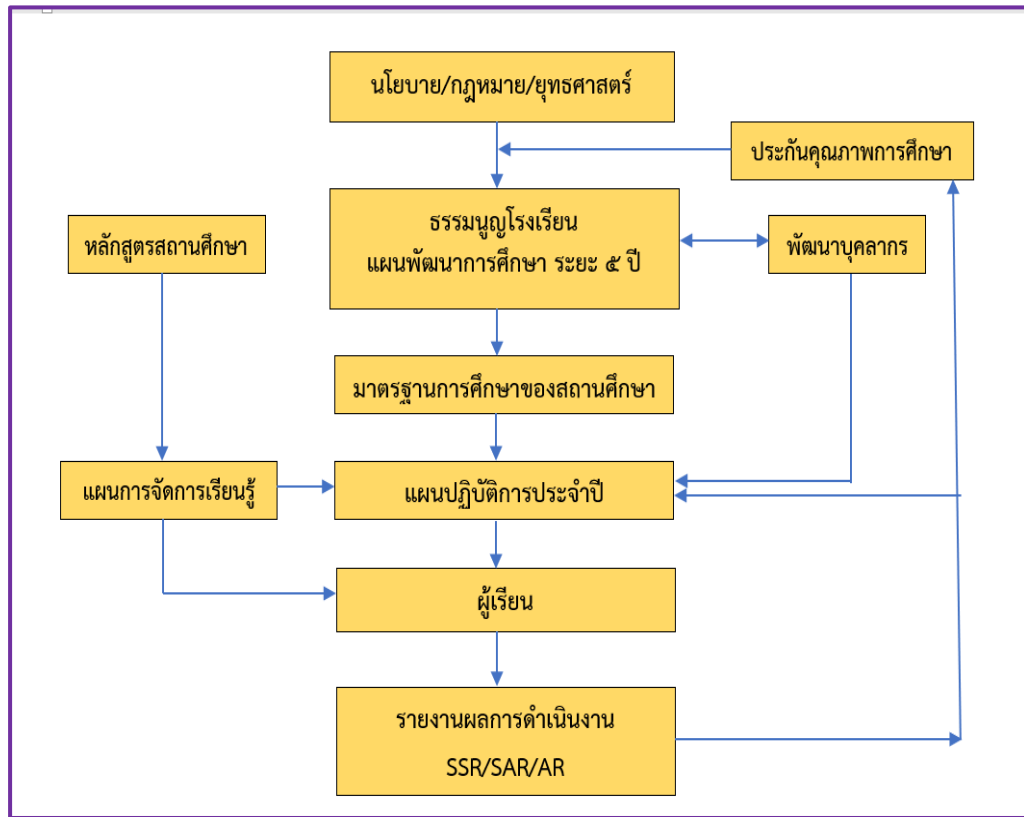 นโยบาย/กฎหมาย/ยุทธศาสตร์
ประกันคุณภาพการศึกษา
ธรรมนูญโรงเรียน
แผนพัฒนาการศึกษา ระยะ ๕ ปี
หลักสูตรสถานศึกษา
พัฒนาบุคลากร
มาตรฐานการศึกษาของสถานศึกษา
แผนการจัดการเรียนรู้
แผนปฏิบัติการประจำปี
ผู้เรียน
รายงานผลการดำเนินงาน
SSR/SAR/AR